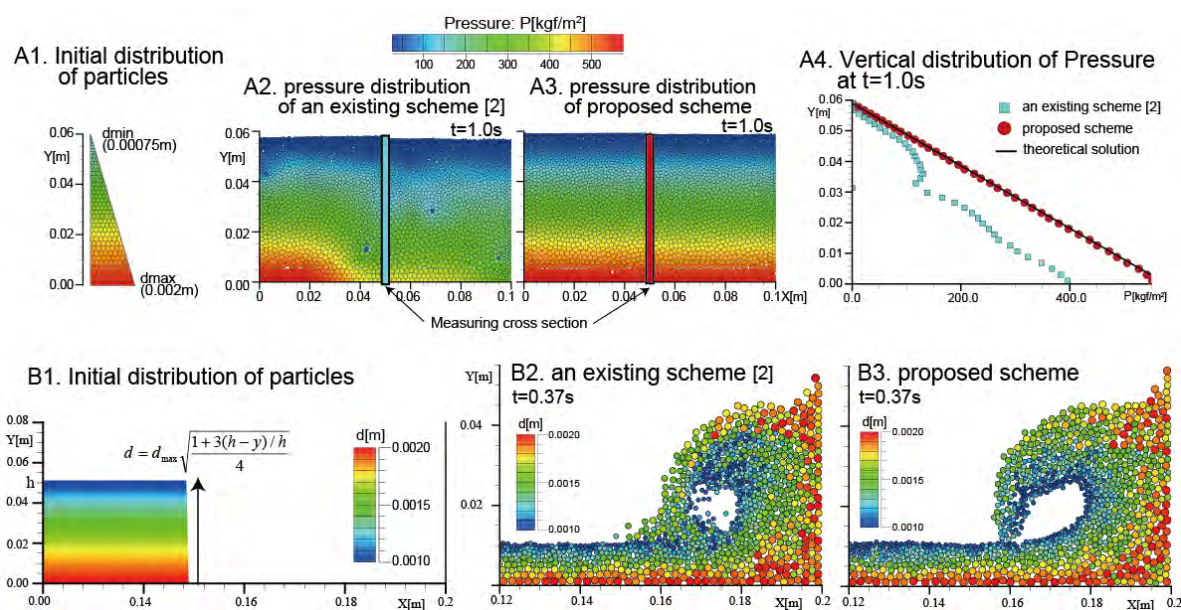 Pressure: P[kgf/m²]
100 200 300 400 500
A1. Initial distribution
of particles
0.06
dmin
(0.00075m)
Y[m]
0.04
0.02
0.00
dmax
(0.002m)
A2. pressure distribution
of an existing scheme [2]
t=1.0s
0.06
Y[m]
0.04
0.02
0.00
0 0.02 0.04 0.06 0.08 0.1
A3. pressure distribution
of proposed scheme
t=1.0s
0 0.02 0.04 0.06 0.08 0.1X[m]
X[m]
Measuring cross section
A4. Vertical distribution of Pressure
at t=1.0s
0.06
Y[m]
0.05
0.04
0.03
0.02
0.01
0.00
0 200.0 400.0 P[kgf/m²]
an existing scheme [2]
proposed scheme
theoretical solution
B1. Initial distribution of particles
0.08
Y[m]
0.06
h
0.04
0.02
0.00
d = d_max √((1+3(h−y)/h)/4)
d[m]
0.0020
0.0015
0.0010
0.00 0.14 0.16 0.18 X[m] 0.2
B2. an existing scheme [2]
t=0.37s
Y[m]
0.04
0.02
0.00
d[m]
0.0020
0.0015
0.0010
0.12 0.14 0.16 0.18 X[m] 0.2
B3. proposed scheme
t=0.37s
d[m]
0.0020
0.0015
0.0010
0.12 0.14 0.16 0.18 X[m] 0.2